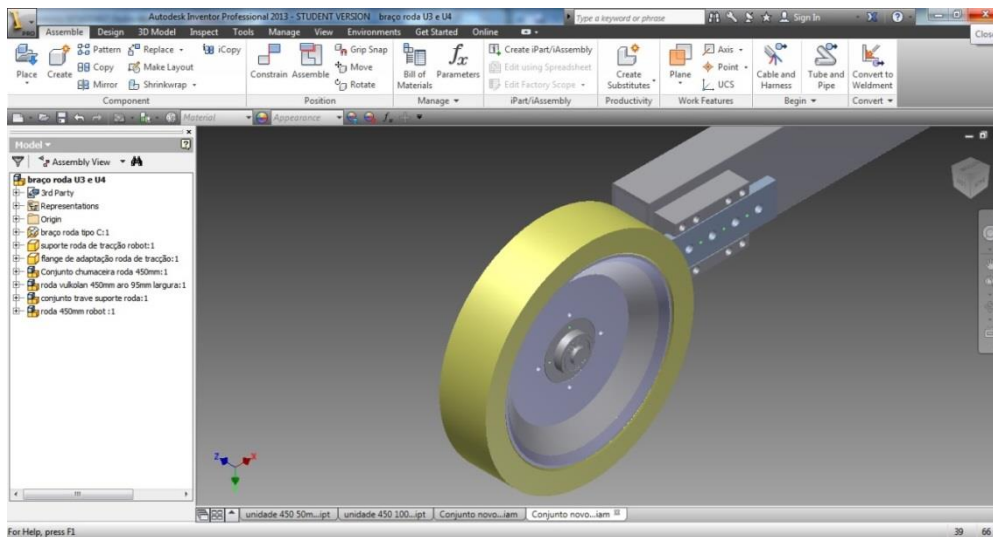 Autodesk Inventor Professional 2013 - STUDENT VERSION braço roda U3 e U4
Type a keyword or phrase
Sign In
PRO
Assemble Design 3D Model Inspect Tools Manage View Environments Get Started Online
Close
Place
Create
Pattern
Copy
Mirror
Replace
Make Layout
Shrinkwrap
iCopy
Constrain
Assemble
Grip Snap
Move
Rotate
Bill of Materials
fx
Parameters
Create iPart/iAssembly
Edit using Spreadsheet
Edit Factory Scope
Create Substitutes
Plane
Axis
Point
UCS
Cable and Harness
Tube and Pipe
Convert to Weldment
Component Position Manage iPart/iAssembly Productivity Work Features Begin Convert
Material Appearance
Model
Assembly View
braço roda U3 e U4
3rd Party
Representations
Origin
braço roda tipo C:1
suporte roda de tracção robot:1
flange de adaptação roda de tracção:1
Conjunto chumaceira roda 450mm:1
roda vulkolan 450mm aro 95mm largura:1
conjunto trave suporte roda:1
roda 450mm robot :1
Z X
Y
unidade 450 50m...ipt unidade 450 100...ipt Conjunto novo...iam Conjunto novo...iam
For Help, press F1
39 66